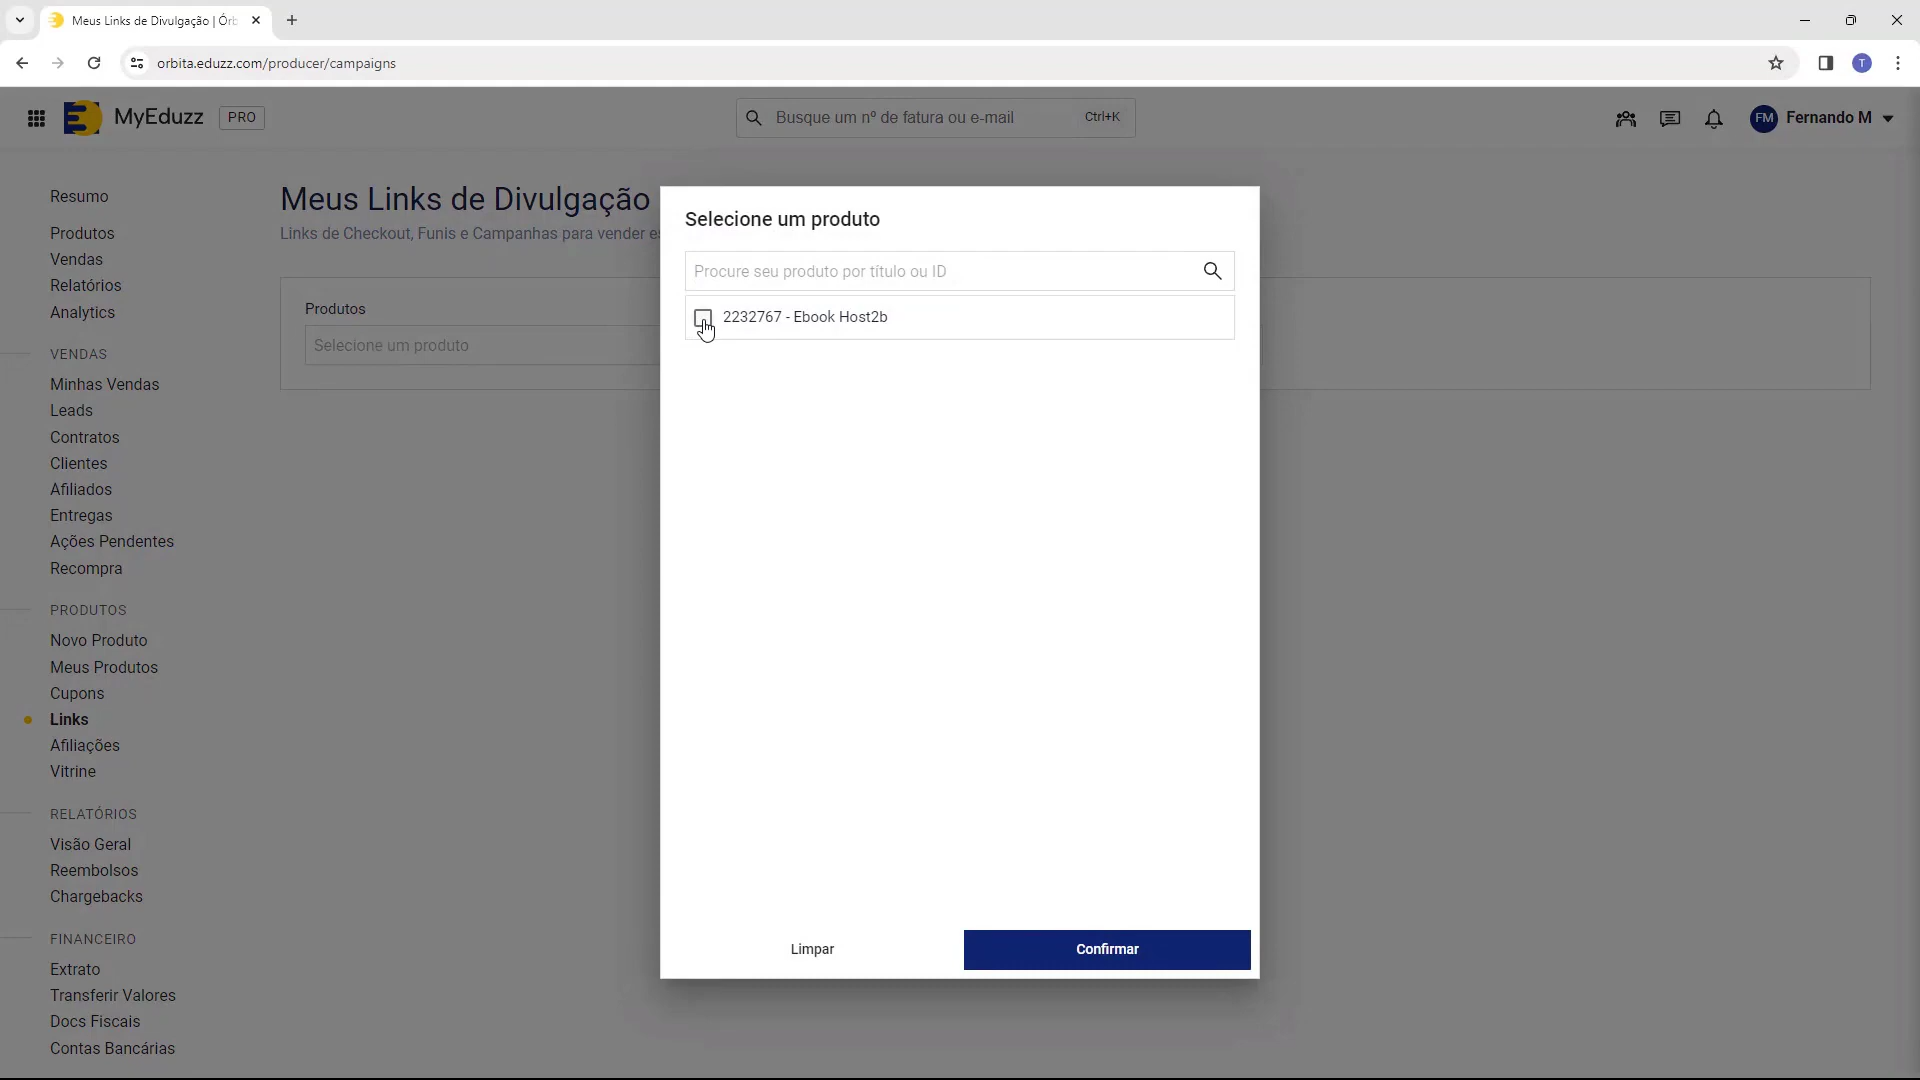 Meus Links de Divulgação | Órb
orbita.eduzz.com/producer/campaigns
T
MyEduzz PRO
Busque um nº de fatura ou e-mail Ctrl+K
FM Fernando M
Resumo
Produtos
Vendas
Relatórios
Analytics
VENDAS
Minhas Vendas
Leads
Contratos
Clientes
Afiliados
Entregas
Ações Pendentes
Recompra
PRODUTOS
Novo Produto
Meus Produtos
Cupons
Links
Afiliações
Vitrine
RELATÓRIOS
Visão Geral
Reembolsos
Chargebacks
FINANCEIRO
Extrato
Transferir Valores
Docs Fiscais
Contas Bancárias
Meus Links de Divulgação
Links de Checkout, Funis e Campanhas para vender
Produtos
Selecione um produto
Selecione um produto
Procure seu produto por título ou ID
2232767 - Ebook Host2b
Limpar
Confirmar